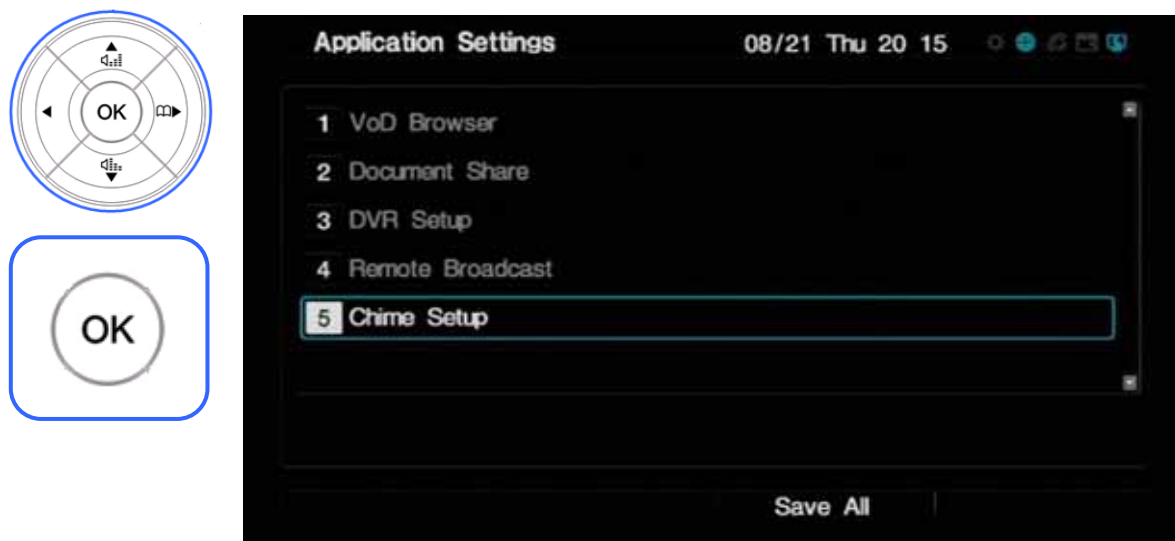 OK
OK
Application Settings 08/21 Thu 20 15
1 VoD Browser
2 Document Share
3 DVR Setup
4 Remote Broadcast
5 Chime Setup
Save All